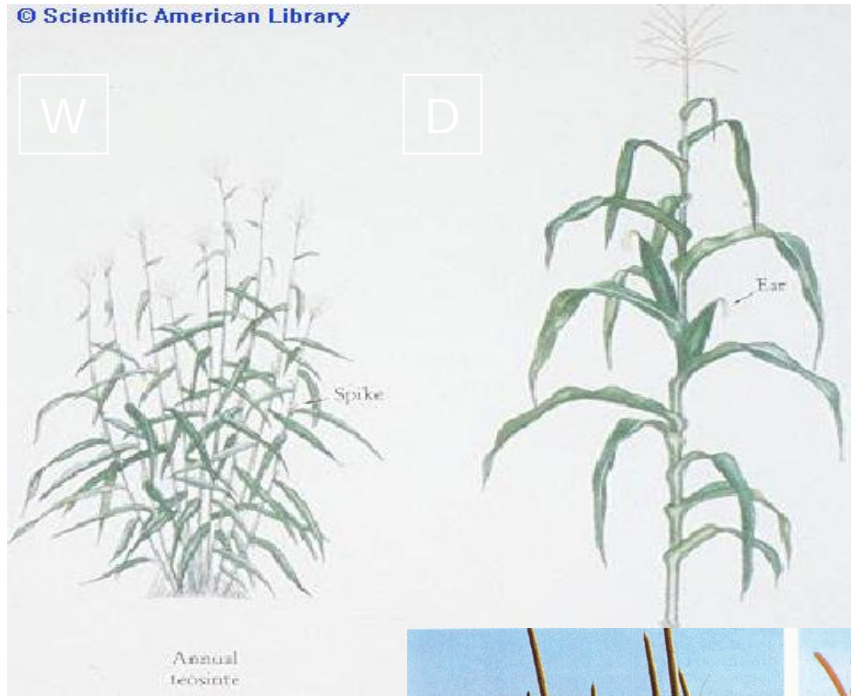 © Scientific American Library
W
D
Ear
Spike
Annual
teosinte